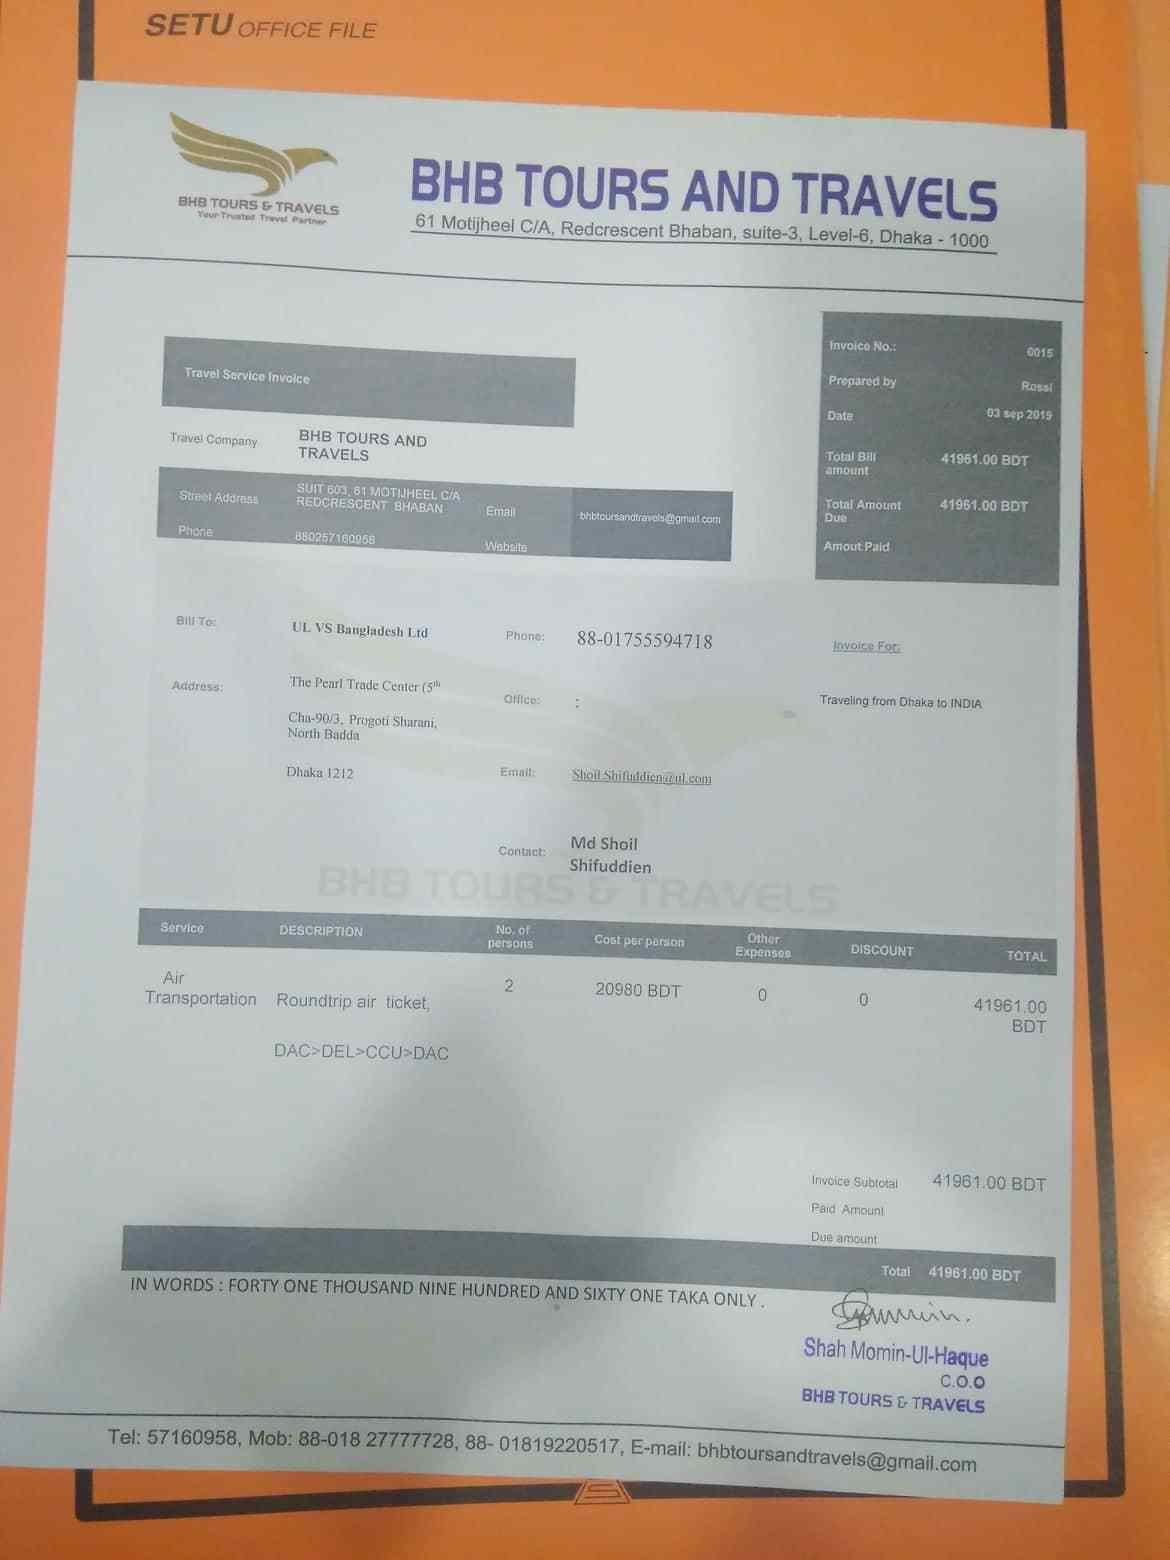 SETU OFFICE FILE
BHB TOURS & TRAVELS
Your Trusted Travel Partner
BHB TOURS AND TRAVELS
61 Motijheel C/A, Redcrescent Bhaban, suite-3, Level-6, Dhaka - 1000
Invoice No.: 0015
Prepared by Rossi
Date 03 sep 2019
Total Bill amount 41961.00 BDT
Total Amount Due 41961.00 BDT
Amout Paid
Travel Service Invoice
Travel Company BHB TOURS AND
TRAVELS
Street Address SUIT 603, 61 MOTIJHEEL C/A
REDCRESCENT BHABAN
Email bhbtoursandtravels@gmail.com
Phone 880257160958 Website
Bill To: UL VS Bangladesh Ltd Phone: 88-01755594718 Invoice For:
Address: The Pearl Trade Center (5th Office: : Traveling from Dhaka to INDIA
Cha-90/3, Progoti Sharani,
North Badda
Dhaka 1212 Email: Shoil.Shifuddien@ul.com
Contact: Md Shoil
Shifuddien
BHB TOURS & TRAVELS
Service DESCRIPTION No. of persons Cost per person Other Expenses DISCOUNT TOTAL
Air Transportation Roundtrip air ticket, 2 20980 BDT 0 0 41961.00 BDT
DAC>DEL>CCU>DAC
Invoice Subtotal 41961.00 BDT
Paid Amount
Due amount
Total 41961.00 BDT
IN WORDS : FORTY ONE THOUSAND NINE HUNDRED AND SIXTY ONE TAKA ONLY .
Shah Momin-Ul-Haque
C.O.O
BHB TOURS & TRAVELS
Tel: 57160958, Mob: 88-018 27777728, 88- 01819220517, E-mail: bhbtoursandtravels@gmail.com